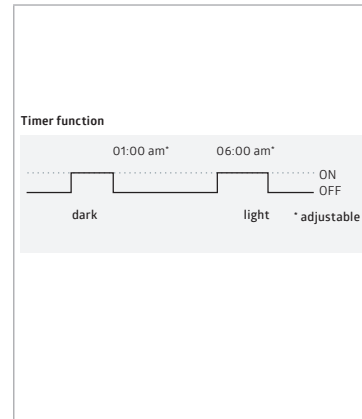 Timer function
01:00 am* 06:00 am*
ON
OFF
dark light * adjustable